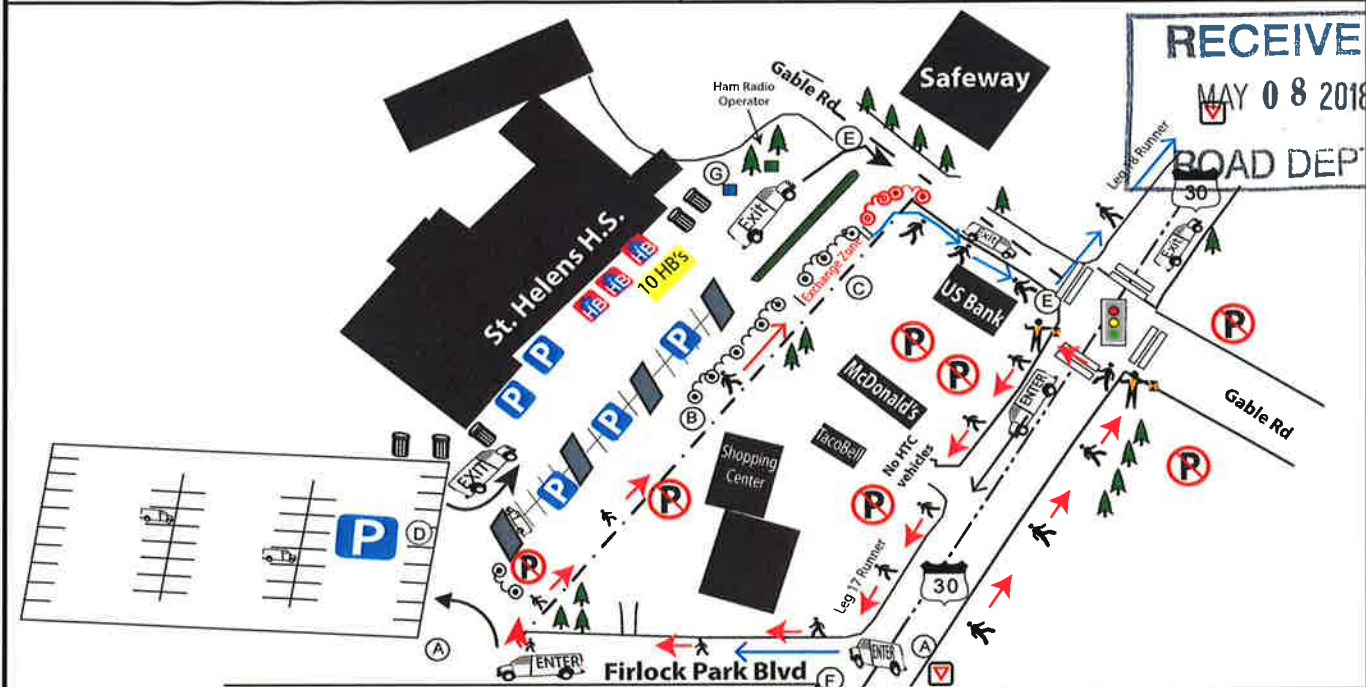 RECEIVE
MAY 08 2018
ROAD DEPT
Safeway
Gable Rd
Ham Radio
Operator
E
G
Exit
St. Helens H.S.
HB
HB
HB
10 HB's
Exchange Zone
C
Exit
US Bank
E
Leg 18 Runner
30
Exit
P
P
P
P
P
P
P
McDonald's
TacoBell
Shopping
Center
No HTC
vehicles
ENTER
Gable Rd
P
P
B
P
P
P
EXIT
D
P
P
Leg 17 Runner
30
A
ENTER
Firlock Park Blvd
ENTER
A
F